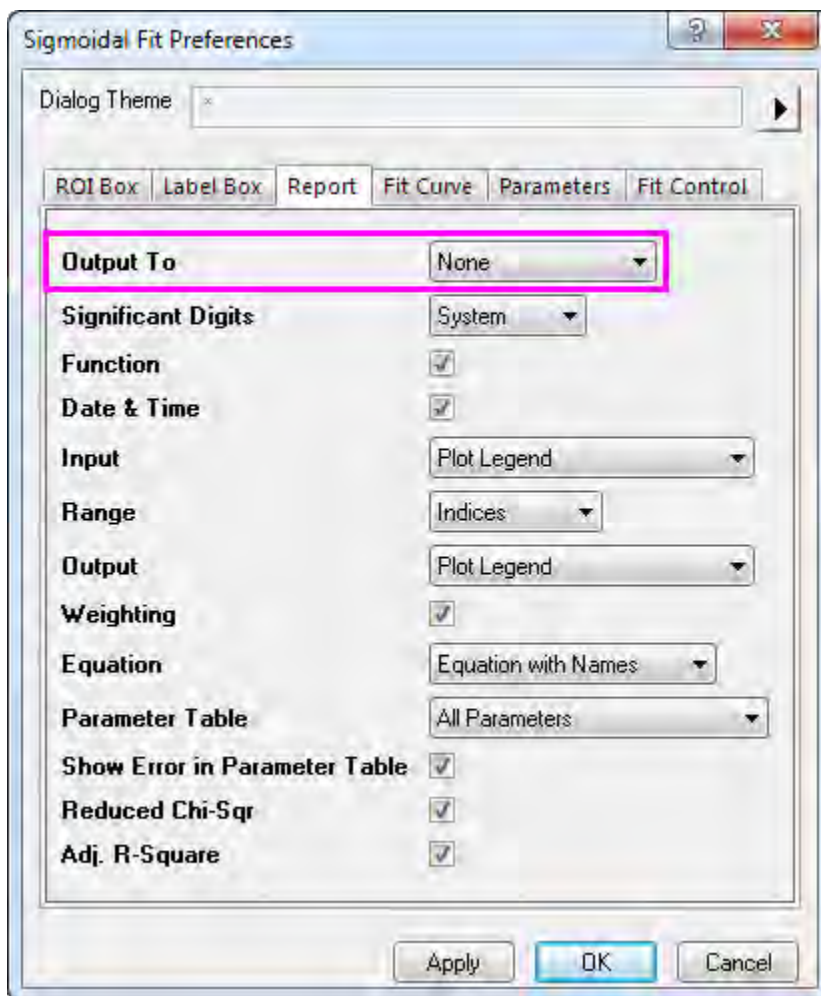 Sigmoidal Fit Preferences
Dialog Theme *
ROI Box Label Box Report Fit Curve Parameters Fit Control
Output To None
Significant Digits System
Function
Date & Time
Input Plot Legend
Range Indices
Output Plot Legend
Weighting
Equation Equation with Names
Parameter Table All Parameters
Show Error in Parameter Table
Reduced Chi-Sqr
Adj. R-Square
Apply OK Cancel